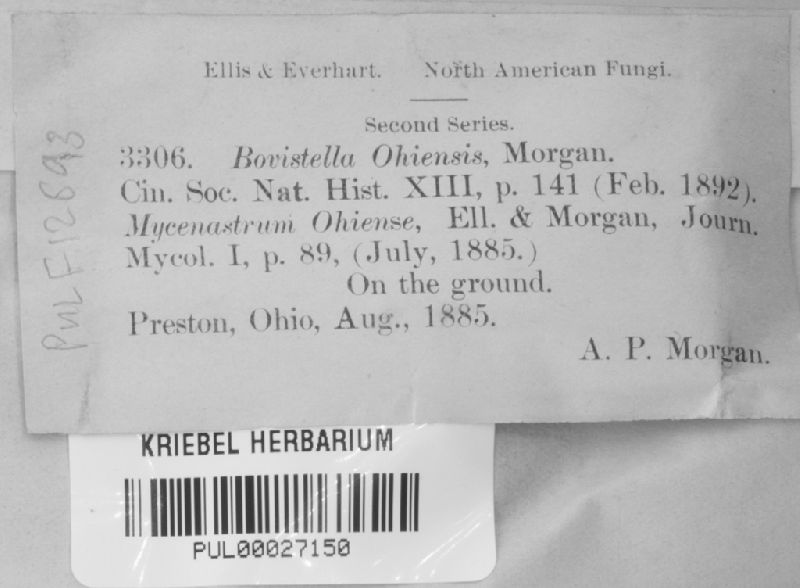 Ellis & Everhart. North American Fungi.
Second Series.
3306. Bovistella Ohiensis, Morgan.
Cin. Soc. Nat. Hist. XIII, p. 141 (Feb. 1892).
Mycenastrum Ohiense, Ell. & Morgan, Journ.
Mycol. I, p. 89, (July, 1885.)
On the ground.
Preston, Ohio, Aug., 1885.
A. P. Morgan.
PUL F12693
KRIEBEL HERBARIUM
PUL00027150